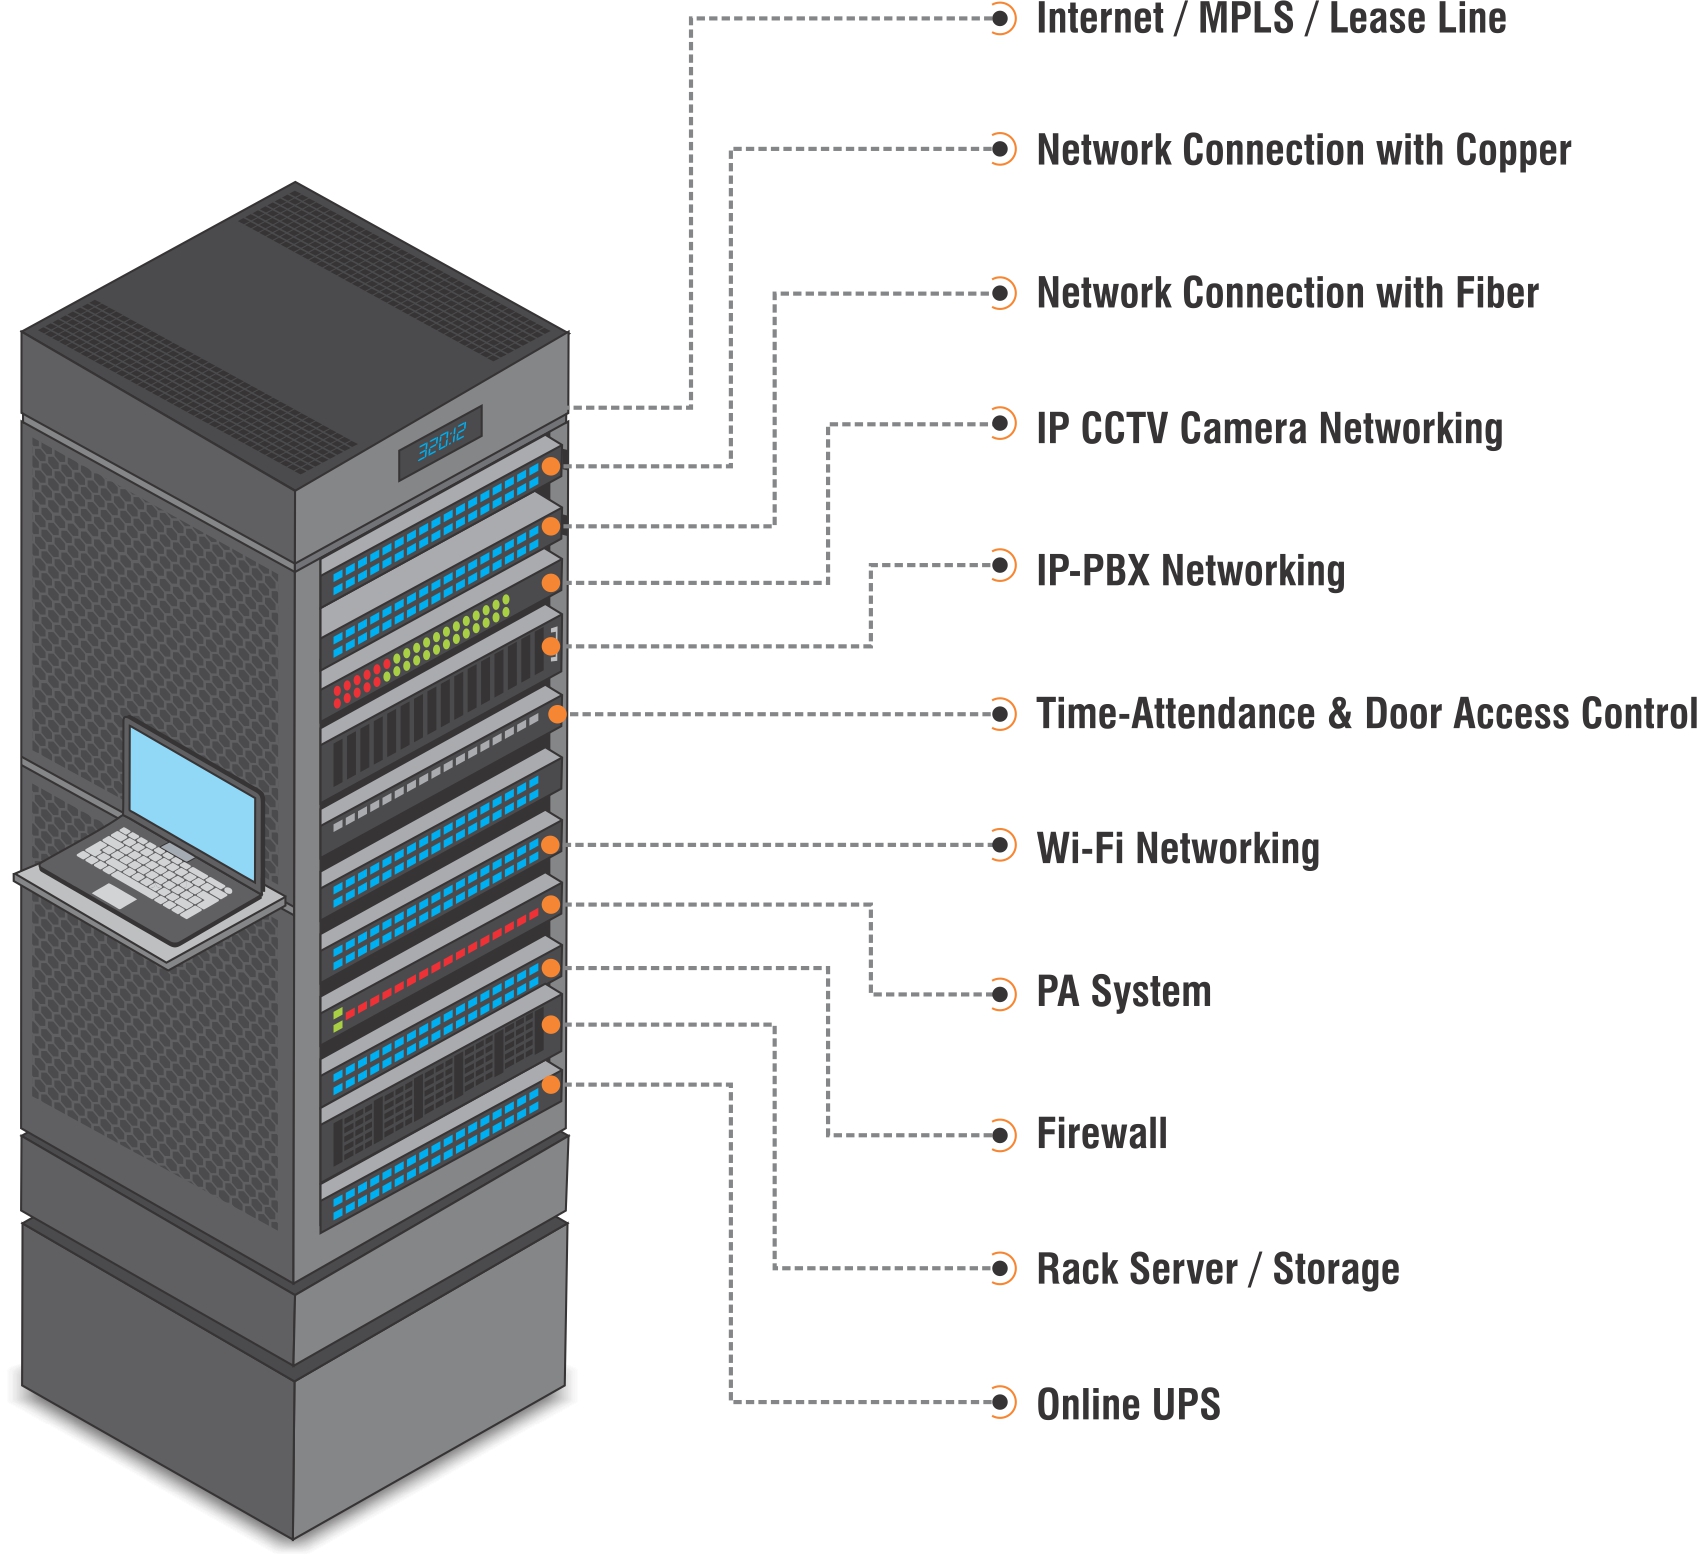 Internet / MPLS / Lease Line
Network Connection with Copper
Network Connection with Fiber
320:12
IP CCTV Camera Networking
IP-PBX Networking
Time-Attendance & Door Access Control
Wi-Fi Networking
PA System
Firewall
Rack Server / Storage
Online UPS